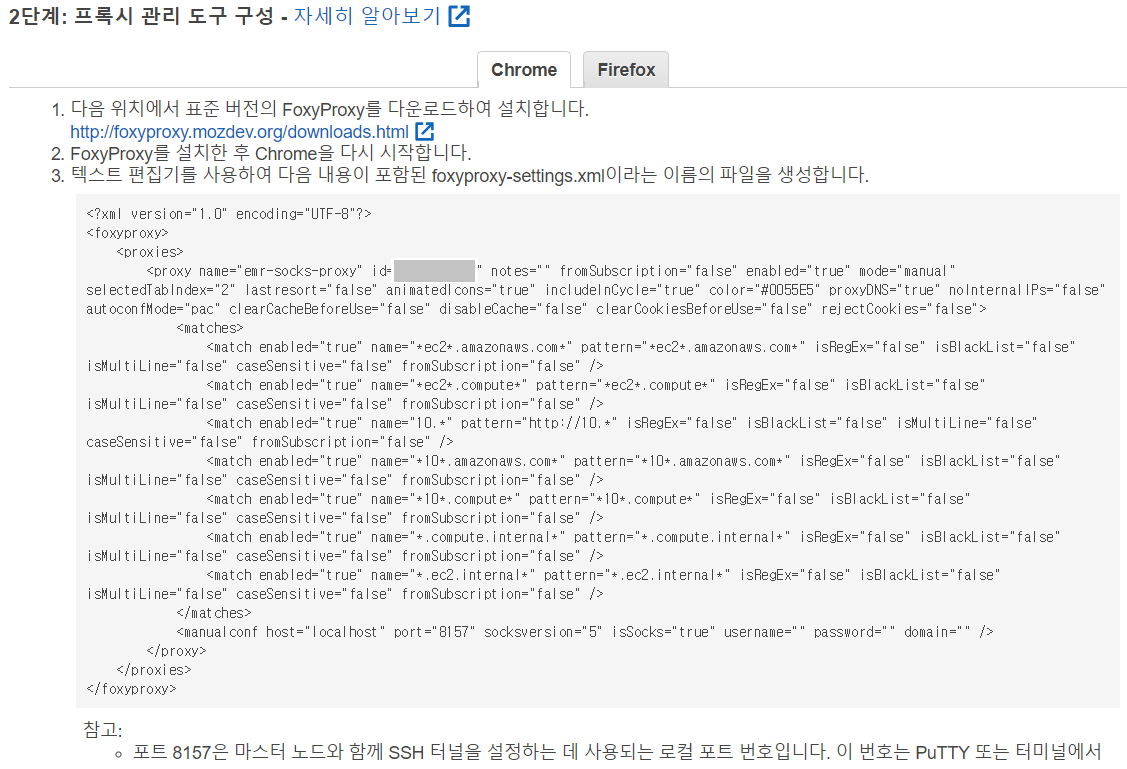 2단계: 프록시 관리 도구 구성 - 자세히 알아보기
Chrome
Firefox
1. 다음 위치에서 표준 버전의 FoxyProxy를 다운로드하여 설치합니다.
http://foxyproxy.mozdev.org/downloads.html
2. FoxyProxy를 설치한 후 Chrome을 다시 시작합니다.
3. 텍스트 편집기를 사용하여 다음 내용이 포함된 foxyproxy-settings.xml이라는 이름의 파일을 생성합니다.
<?xml version="1.0" encoding="UTF-8"?>
<foxyproxy>
<proxies>
<proxy name="emr-socks-proxy" id=" " notes="" fromSubscription="false" enabled="true" mode="manual"
selectedTabIndex="2" lastresort="false" animatedIcons="true" includeInCycle="true" color="#0055E5" proxyDNS="true" noInternalIPs="false"
autoconfMode="pac" clearCacheBeforeUse="false" disableCache="false" clearCookiesBeforeUse="false" rejectCookies="false">
<matches>
<match enabled="true" name="*ec2*.amazonaws.com*" pattern="*ec2*.amazonaws.com*" isRegEx="false" isBlackList="false"
isMultiLine="false" caseSensitive="false" fromSubscription="false" />
<match enabled="true" name="*ec2*.compute*" pattern="*ec2*.compute*" isRegEx="false" isBlackList="false"
isMultiLine="false" caseSensitive="false" fromSubscription="false" />
<match enabled="true" name="10.*" pattern="http://10.*" isRegEx="false" isBlackList="false" isMultiLine="false"
caseSensitive="false" fromSubscription="false" />
<match enabled="true" name="*10*.amazonaws.com*" pattern="*10*.amazonaws.com*" isRegEx="false" isBlackList="false"
isMultiLine="false" caseSensitive="false" fromSubscription="false" />
<match enabled="true" name="*10*.compute*" pattern="*10*.compute*" isRegEx="false" isBlackList="false"
isMultiLine="false" caseSensitive="false" fromSubscription="false" />
<match enabled="true" name="*.compute.internal*" pattern="*.compute.internal*" isRegEx="false" isBlackList="false"
isMultiLine="false" caseSensitive="false" fromSubscription="false" />
<match enabled="true" name="*.ec2.internal*" pattern="*.ec2.internal*" isRegEx="false" isBlackList="false"
isMultiLine="false" caseSensitive="false" fromSubscription="false" />
</matches>
<manualconf host="localhost" port="8157" socksversion="5" isSocks="true" username="" password="" domain="" />
</proxy>
</proxies>
</foxyproxy>
참고:
포트 8157은 마스터 노드와 함께 SSH 터널을 설정하는 데 사용되는 로컬 포트 번호입니다. 이 번호는 PuTTY 또는 터미널에서